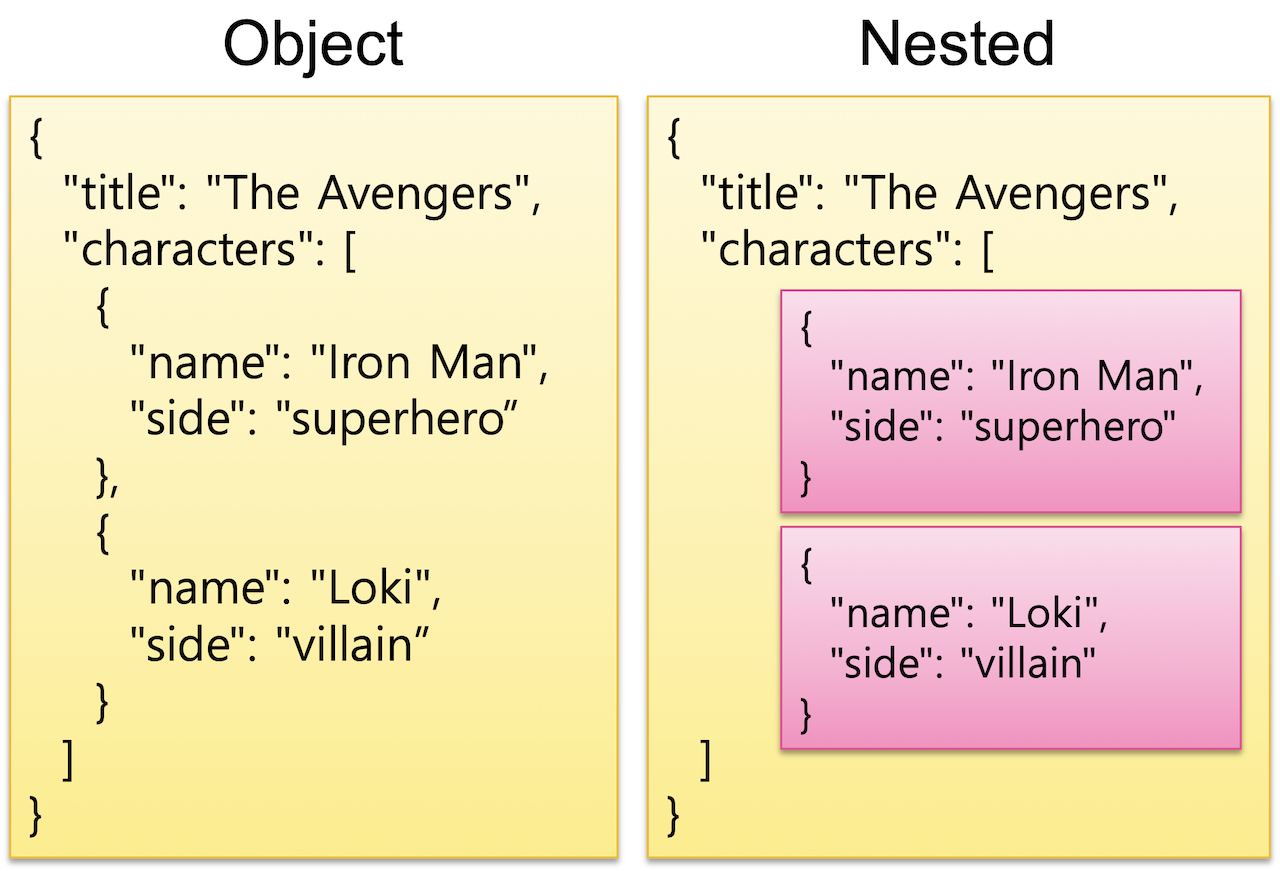 Object
{
"title": "The Avengers",
"characters": [
{
"name": "Iron Man",
"side": "superhero”
},
{
"name": "Loki",
"side": "villain”
}
]
}
Nested
{
"title": "The Avengers",
"characters": [
{
"name": "Iron Man",
"side": "superhero"
}
{
"name": "Loki",
"side": "villain"
}
]
}